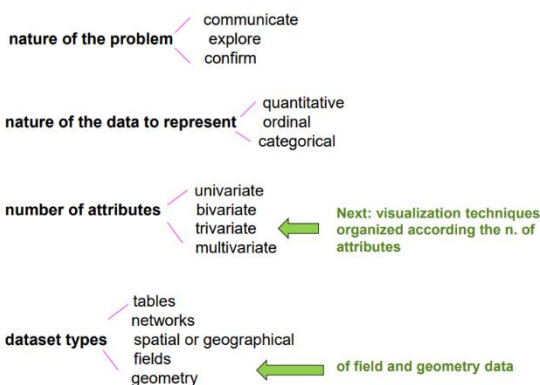 communicate
nature of the problem
explore
confirm
quantitative
nature of the data to represent
ordinal
categorical
univariate
number of attributes
bivariate
trivariate
multivariate
Next: visualization techniques
organized according the n. of
attributes
tables
networks
dataset types
spatial or geographical
fields
geometry
of field and geometry data